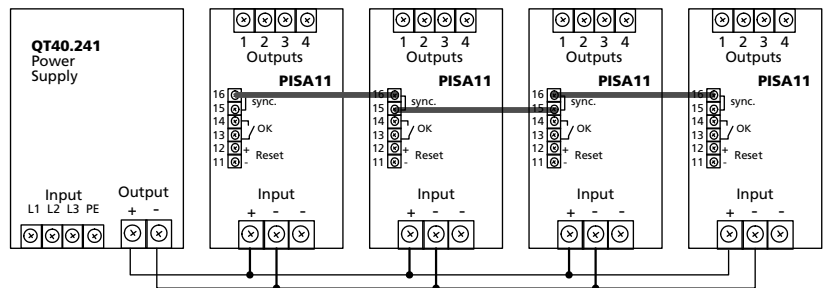 QT40.241
Power
Supply
Input
L1 L2 L3 PE
Output
+ -
1 2 3 4
Outputs
PISA11
16
15
sync.
14
13
OK
12 +
11 -
Reset
Input
+ - -
1 2 3 4
Outputs
PISA11
16
15
sync.
14
13
OK
12 +
11 -
Reset
Input
+ - -
1 2 3 4
Outputs
PISA11
16
15
sync.
14
13
OK
12 +
11 -
Reset
Input
+ - -
1 2 3 4
Outputs
PISA11
16
15
sync.
14
13
OK
12 +
11 -
Reset
Input
+ - -